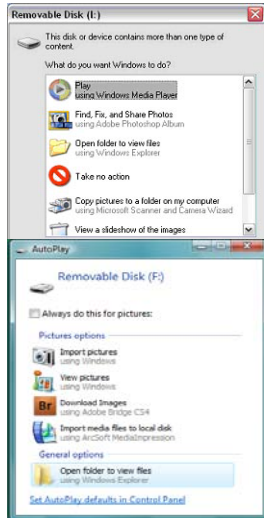 Removable Disk (I:)
This disk or device contains more than one type of
content.
What do you want Windows to do?
Play
using Windows Media Player
Find, Fix, and Share Photos
using Adobe Photoshop Album
Open folder to view files
using Windows Explorer
Take no action
Copy pictures to a folder on my computer
using Microsoft Scanner and Camera Wizard
View a slideshow of the images
AutoPlay
Removable Disk (F:)
Always do this for pictures:
Pictures options
Import pictures
using Windows
View pictures
using Windows
Br
Download Images
using Adobe Bridge CS4
Import media files to local disk
using ArcSoft MediaImpression
General options
Open folder to view files
using Windows Explorer
Set AutoPlay defaults in Control Panel